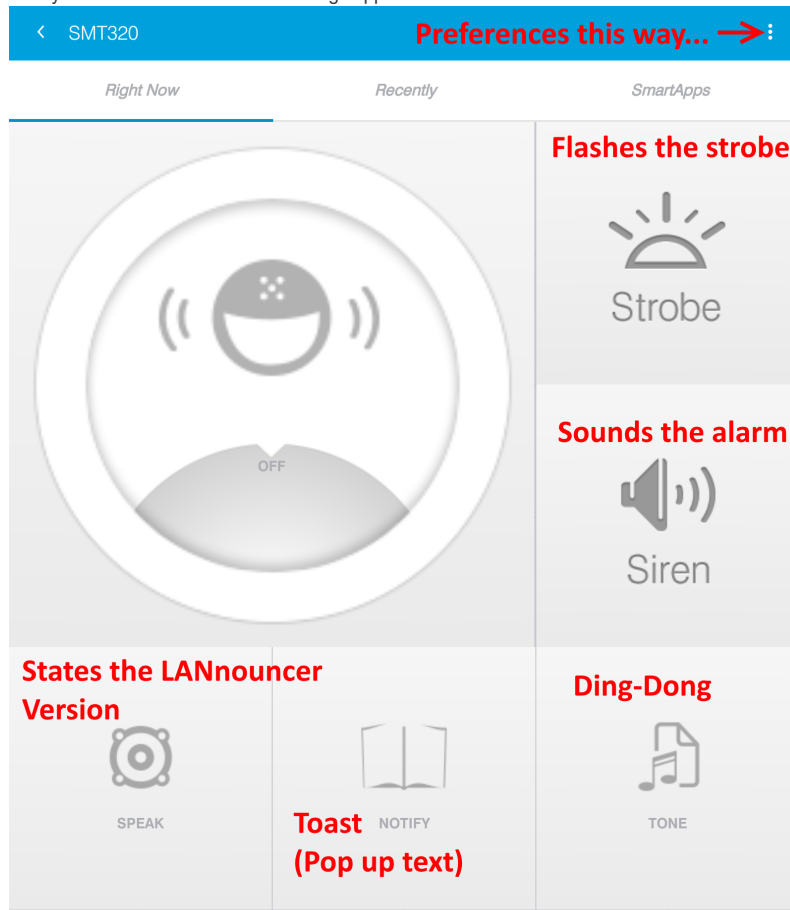 SMT320
Preferences this way...
Right Now
Recently
SmartApps
Flashes the strobe
Strobe
OFF
Sounds the alarm
Siren
States the LANnouncer
Version
Ding-Dong
SPEAK
Toast
NOTIFY
(Pop up text)
TONE